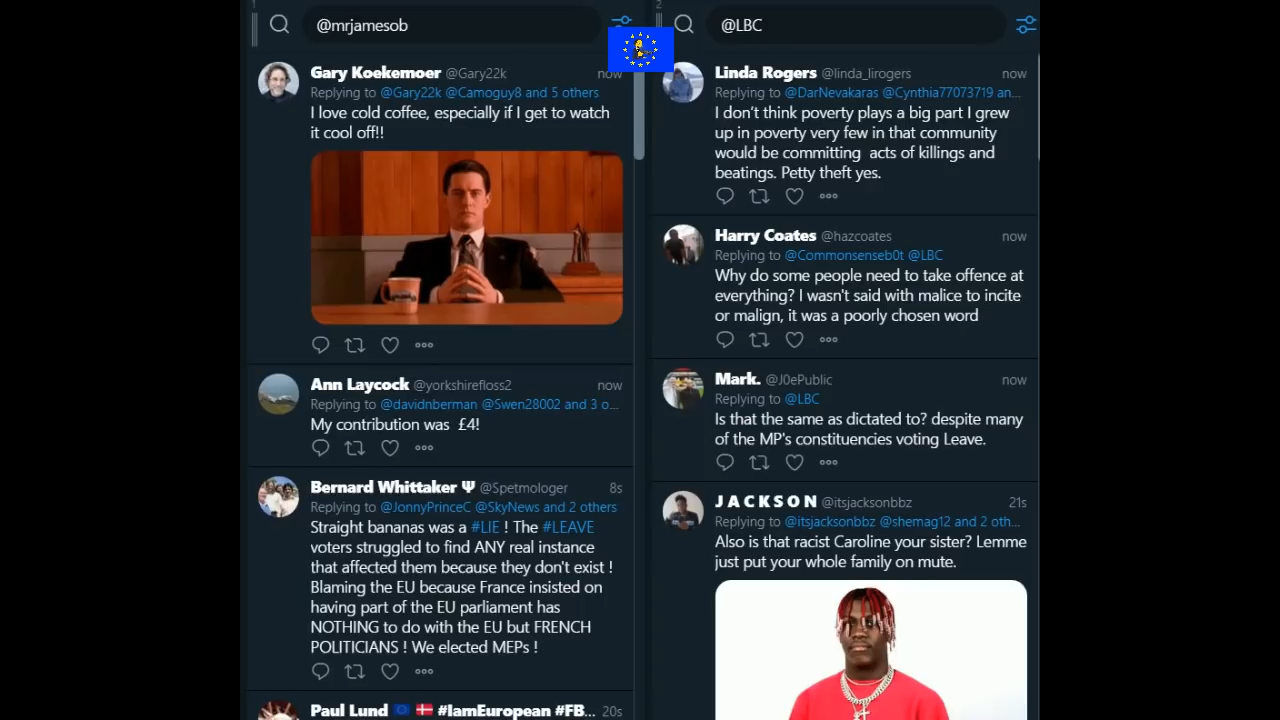 1
@mrjamesob
Gary Koekemoer @Gary22k now
Replying to @Gary22k @Camoguy8 and 5 others
I love cold coffee, especially if I get to watch
it cool off!!
Ann Laycock @yorkshirefloss2 now
Replying to @davidnberman @Swen28002 and 3 o...
My contribution was £4!
Bernard Whittaker Ψ @Spetmologer 8s
Replying to @JonnyPrinceC @SkyNews and 2 others
Straight bananas was a #LIE ! The #LEAVE
voters struggled to find ANY real instance
that affected them because they don't exist !
Blaming the EU because France insisted on
having part of the EU parliament has
NOTHING to do with the EU but FRENCH
POLITICIANS ! We elected MEPs !
Paul Lund #IamEuropean #FB... 20s
2
@LBC
Linda Rogers @linda_lirogers now
Replying to @DarNevakaras @Cynthia77073719 an...
I don’t think poverty plays a big part I grew
up in poverty very few in that community
would be committing acts of killings and
beatings. Petty theft yes.
Harry Coates @hazcoates now
Replying to @Commonsenseb0t @LBC
Why do some people need to take offence at
everything? I wasn't said with malice to incite
or malign, it was a poorly chosen word
Mark. @J0ePublic now
Replying to @LBC
Is that the same as dictated to? despite many
of the MP's constituencies voting Leave.
J A C K S O N @itsjacksonbbz 21s
Replying to @itsjacksonbbz @shemag12 and 2 oth...
Also is that racist Caroline your sister? Lemme
just put your whole family on mute.